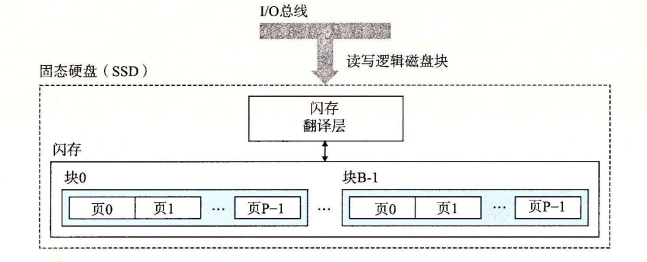 I/O总线
读写逻辑磁盘块
固态硬盘（SSD）
闪存
翻译层
闪存
块0
块B-1
页0 页1 … 页P−1 … 页0 页1 … 页P−1